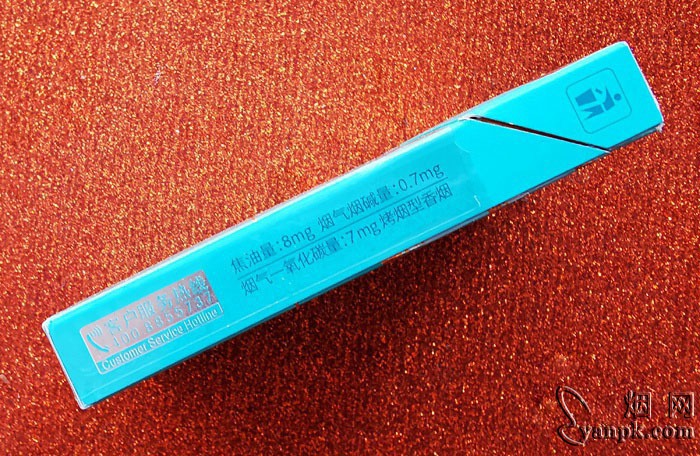 焦油量:8mg 烟气烟碱量:0.7mg
烟气一氧化碳量:7mg 烤烟型香烟
客户服务热线
Customer Service Hotline
烟网
yanpk.com